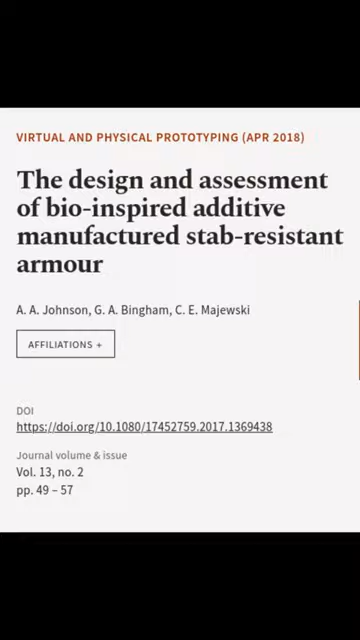 VIRTUAL AND PHYSICAL PROTOTYPING (APR 2018)
The design and assessment
of bio-inspired additive
manufactured stab-resistant
armour
A. A. Johnson, G. A. Bingham, C. E. Majewski
AFFILIATIONS +
DOI
https://doi.org/10.1080/17452759.2017.1369438
Journal volume & issue
Vol. 13, no. 2
pp. 49 – 57